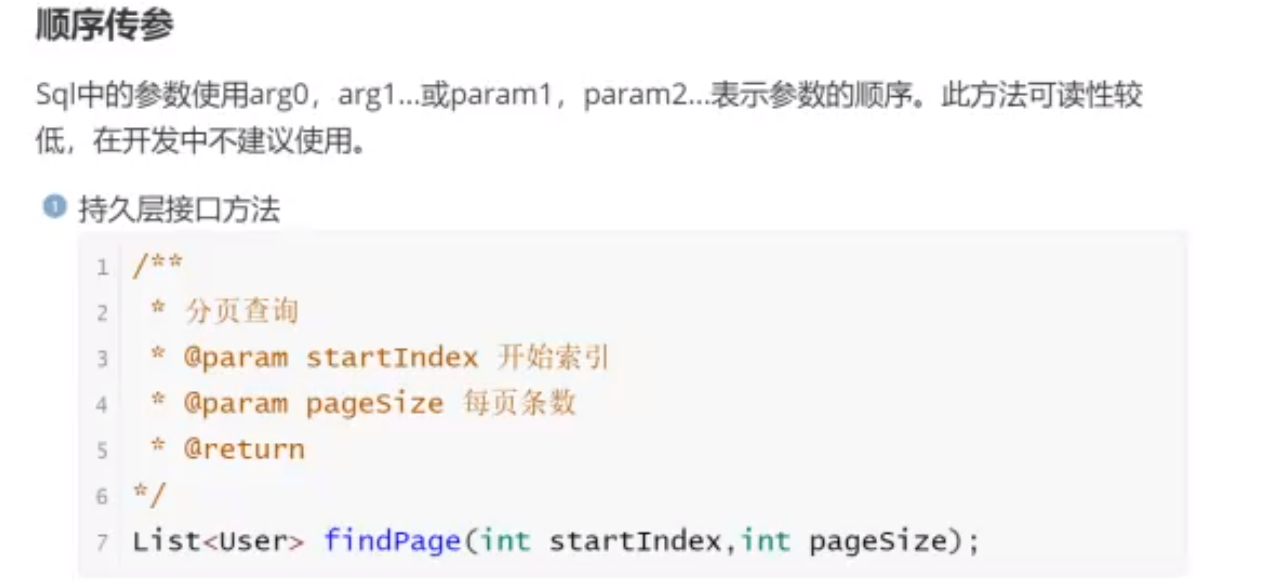 顺序传参
Sql中的参数使用arg0，arg1...或param1，param2...表示参数的顺序。此方法可读性较
低，在开发中不建议使用。
1 持久层接口方法
1 /**
2  * 分页查询
3  * @param startIndex 开始索引
4  * @param pageSize 每页条数
5  * @return
6 */
7 List<User> findPage(int startIndex,int pageSize);